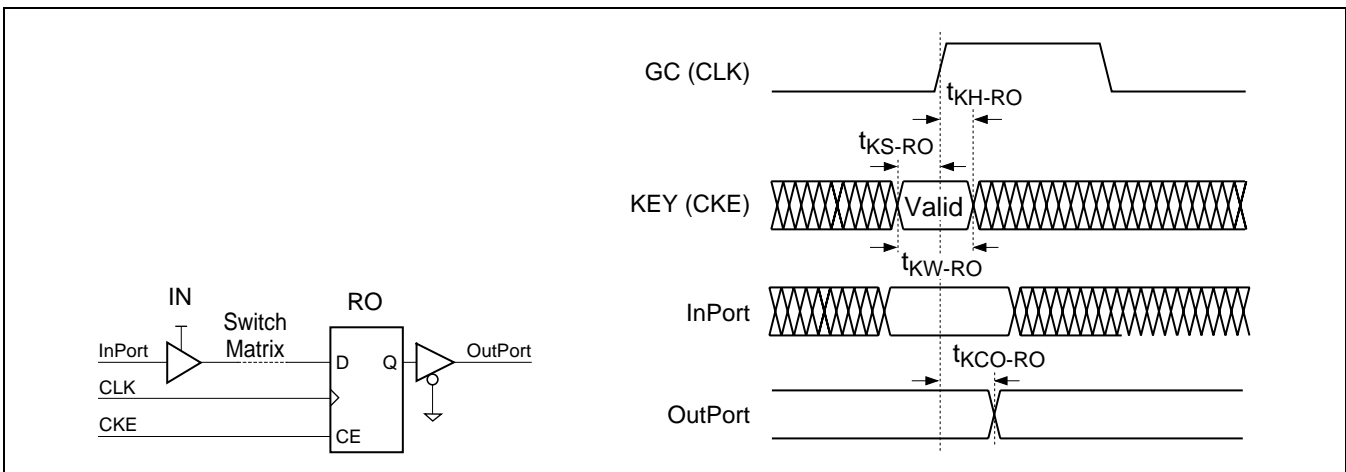 IN
Switch
Matrix
RO
InPort
D
Q
OutPort
CLK
CKE
CE
GC (CLK)
tKH-RO
tKS-RO
KEY (CKE)
Valid
tKW-RO
InPort
tKCO-RO
OutPort